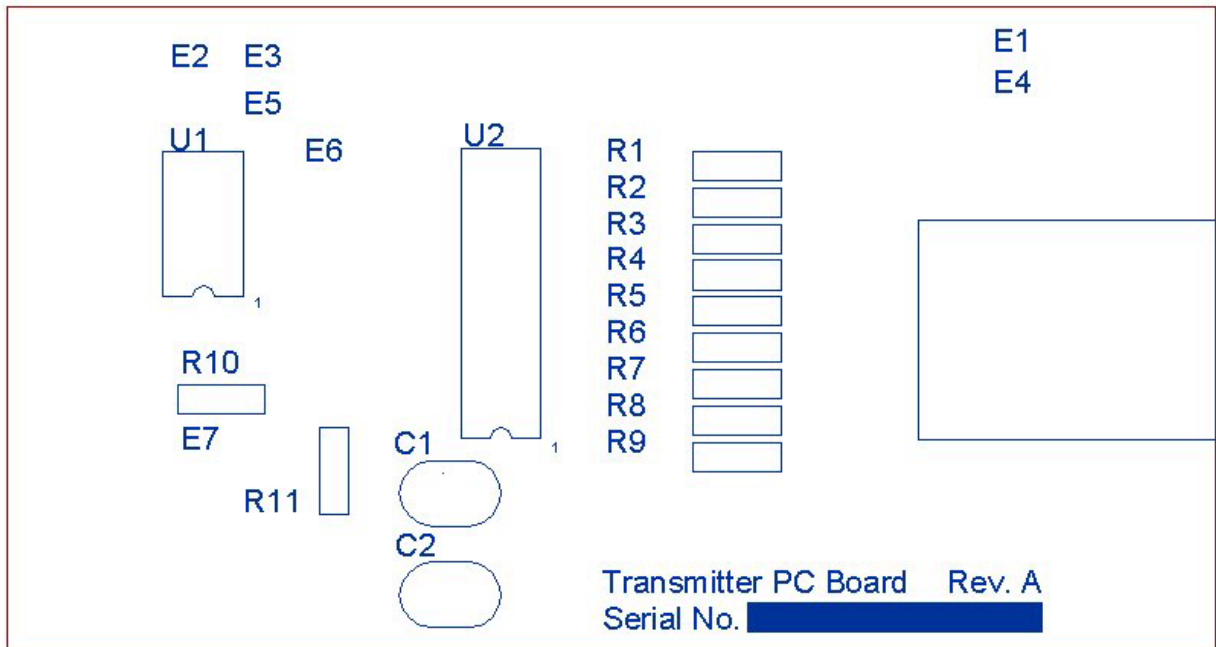 E2 E3
E1
E4
E5
U1
E6
U2
R1
R2
R3
R4
R5
R6
R7
R8
R9
1
R10
E7
R11
1
C1
C2
Transmitter PC Board Rev. A
Serial No.